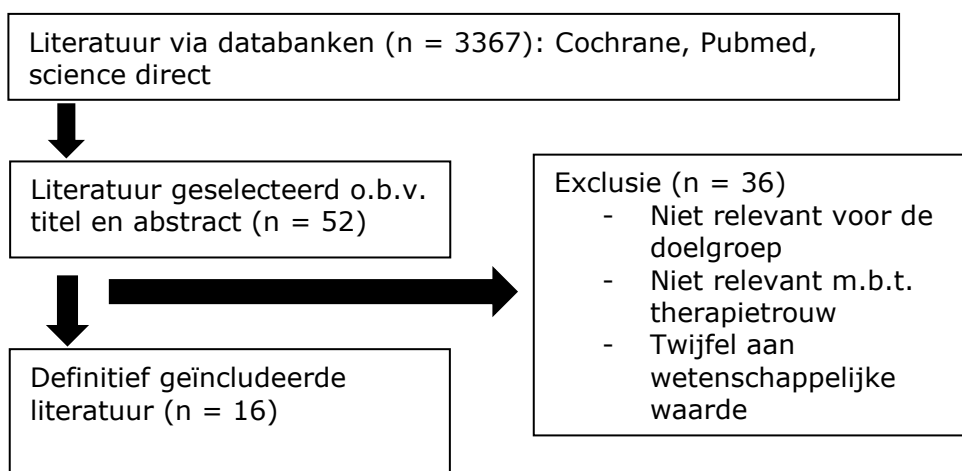 Literatuur via databanken (n = 3367): Cochrane, Pubmed,
science direct
Literatuur geselecteerd o.b.v.
titel en abstract (n = 52)
Exclusie (n = 36)
- Niet relevant voor de
doelgroep
- Niet relevant m.b.t.
therapietrouw
- Twijfel aan
wetenschappelijke
waarde
Definitief geïncludeerde
literatuur (n = 16)